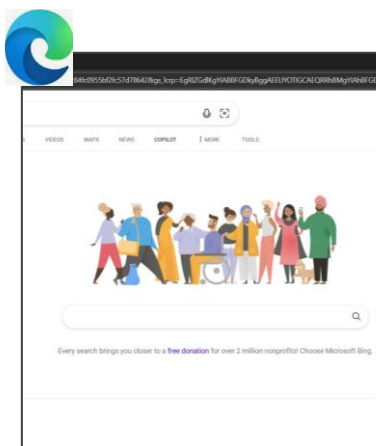 VIDEOS MAPS NEWS COPILOT ⋮ MORE TOOLS
Every search brings you closer to a free donation for over 2 million nonprofits! Choose Microsoft Bing.